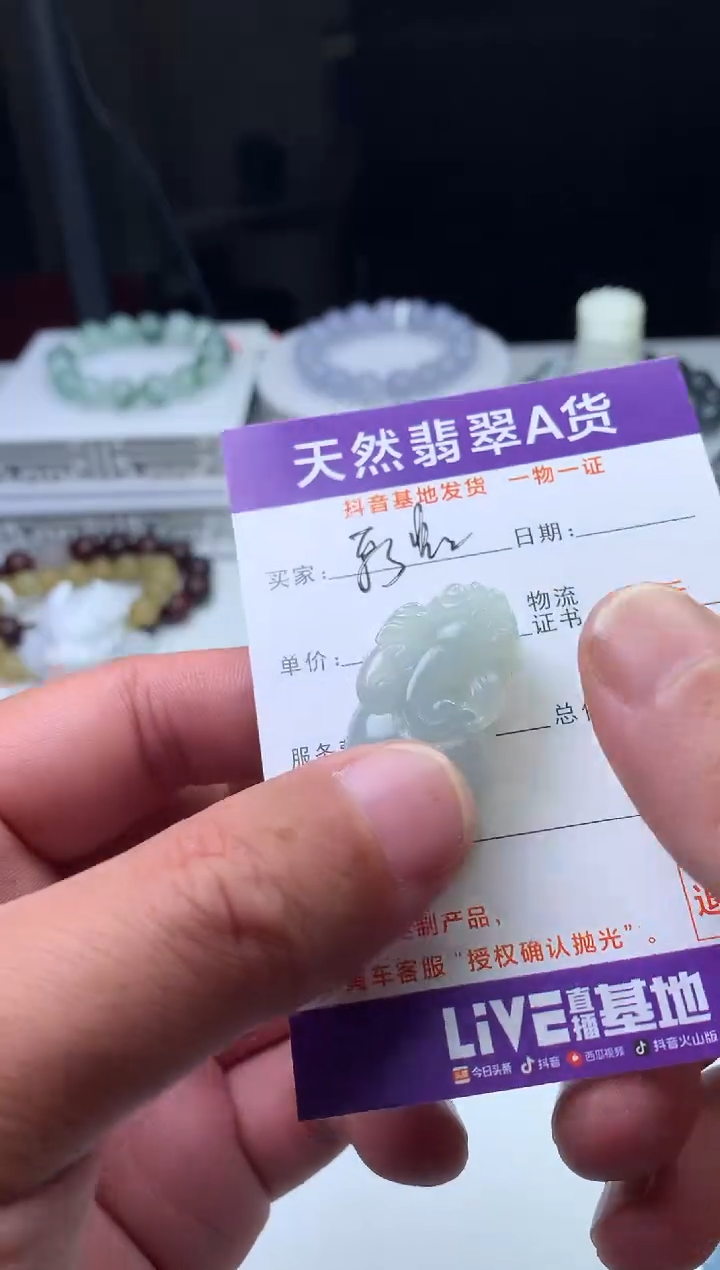 天然翡翠A货
抖音基地发货 一物一证
买家: 日期:
物流
证书
单价:
总
服务
制产品,
车客服“授权确认抛光”。
LiVE直播基地
今日头条 抖音 西瓜视频 抖音火山版